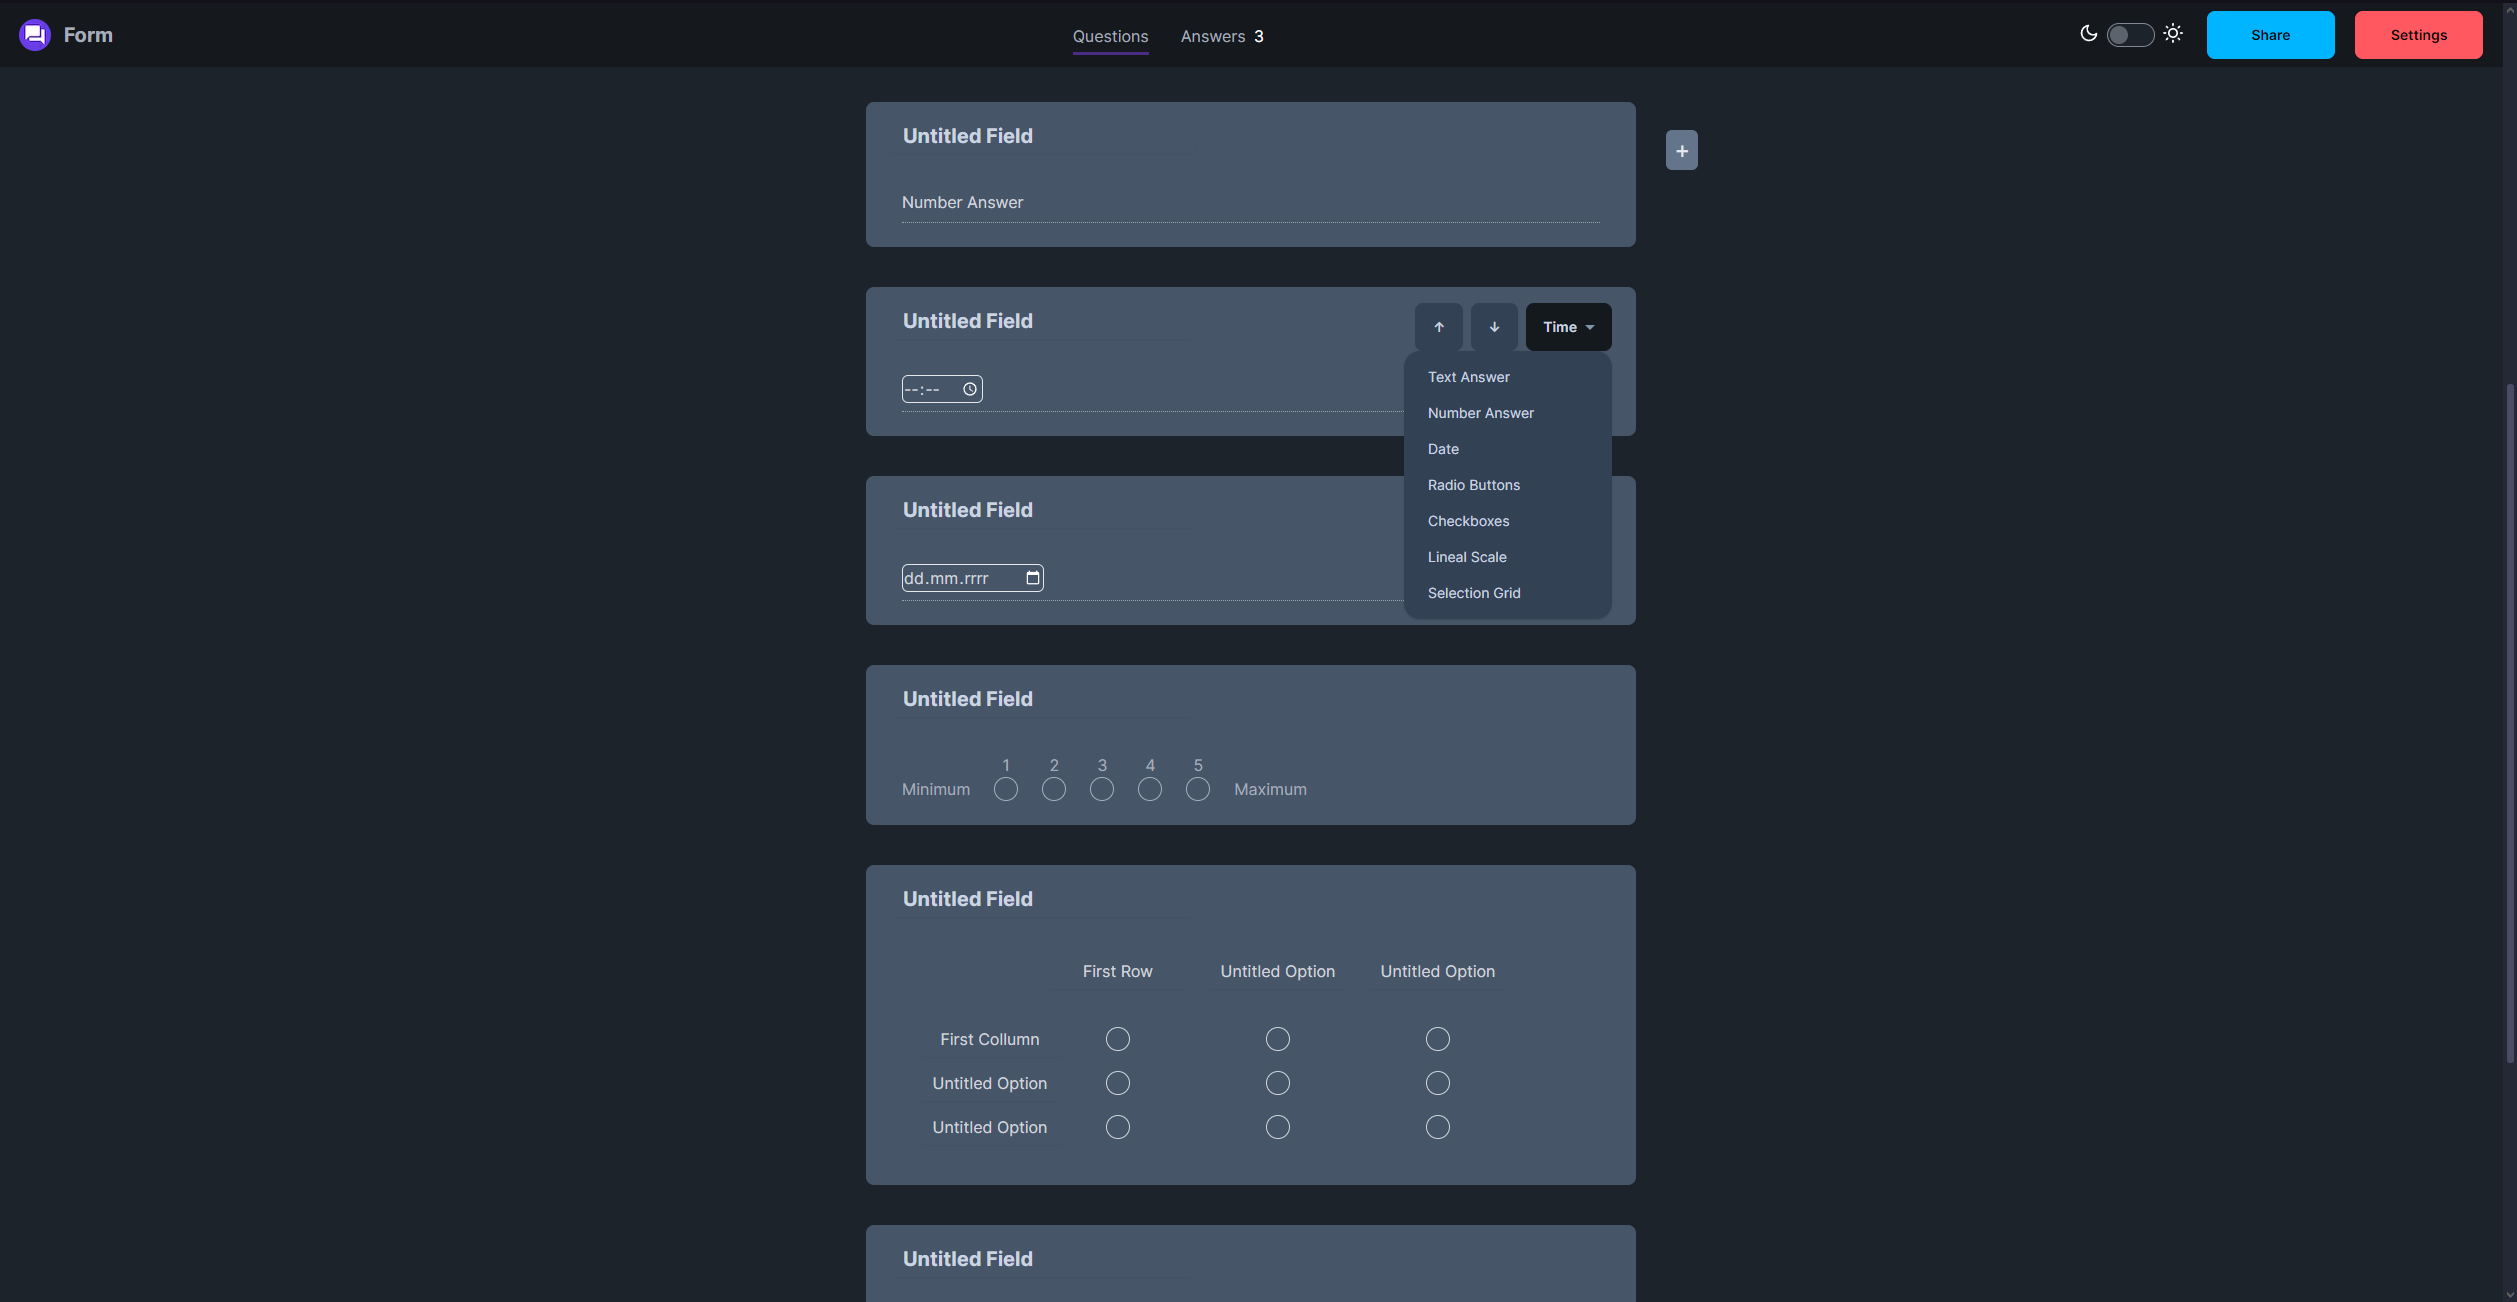 Form
Questions
Answers 3
Share
Settings
Untitled Field
+
Number Answer
Untitled Field
Time
--:--
Text Answer
Number Answer
Date
Radio Buttons
Checkboxes
Lineal Scale
Selection Grid
Untitled Field
dd.mm.rrrr
Untitled Field
1 2 3 4 5
Minimum Maximum
Untitled Field
First Row Untitled Option Untitled Option
First Collumn
Untitled Option
Untitled Option
Untitled Field